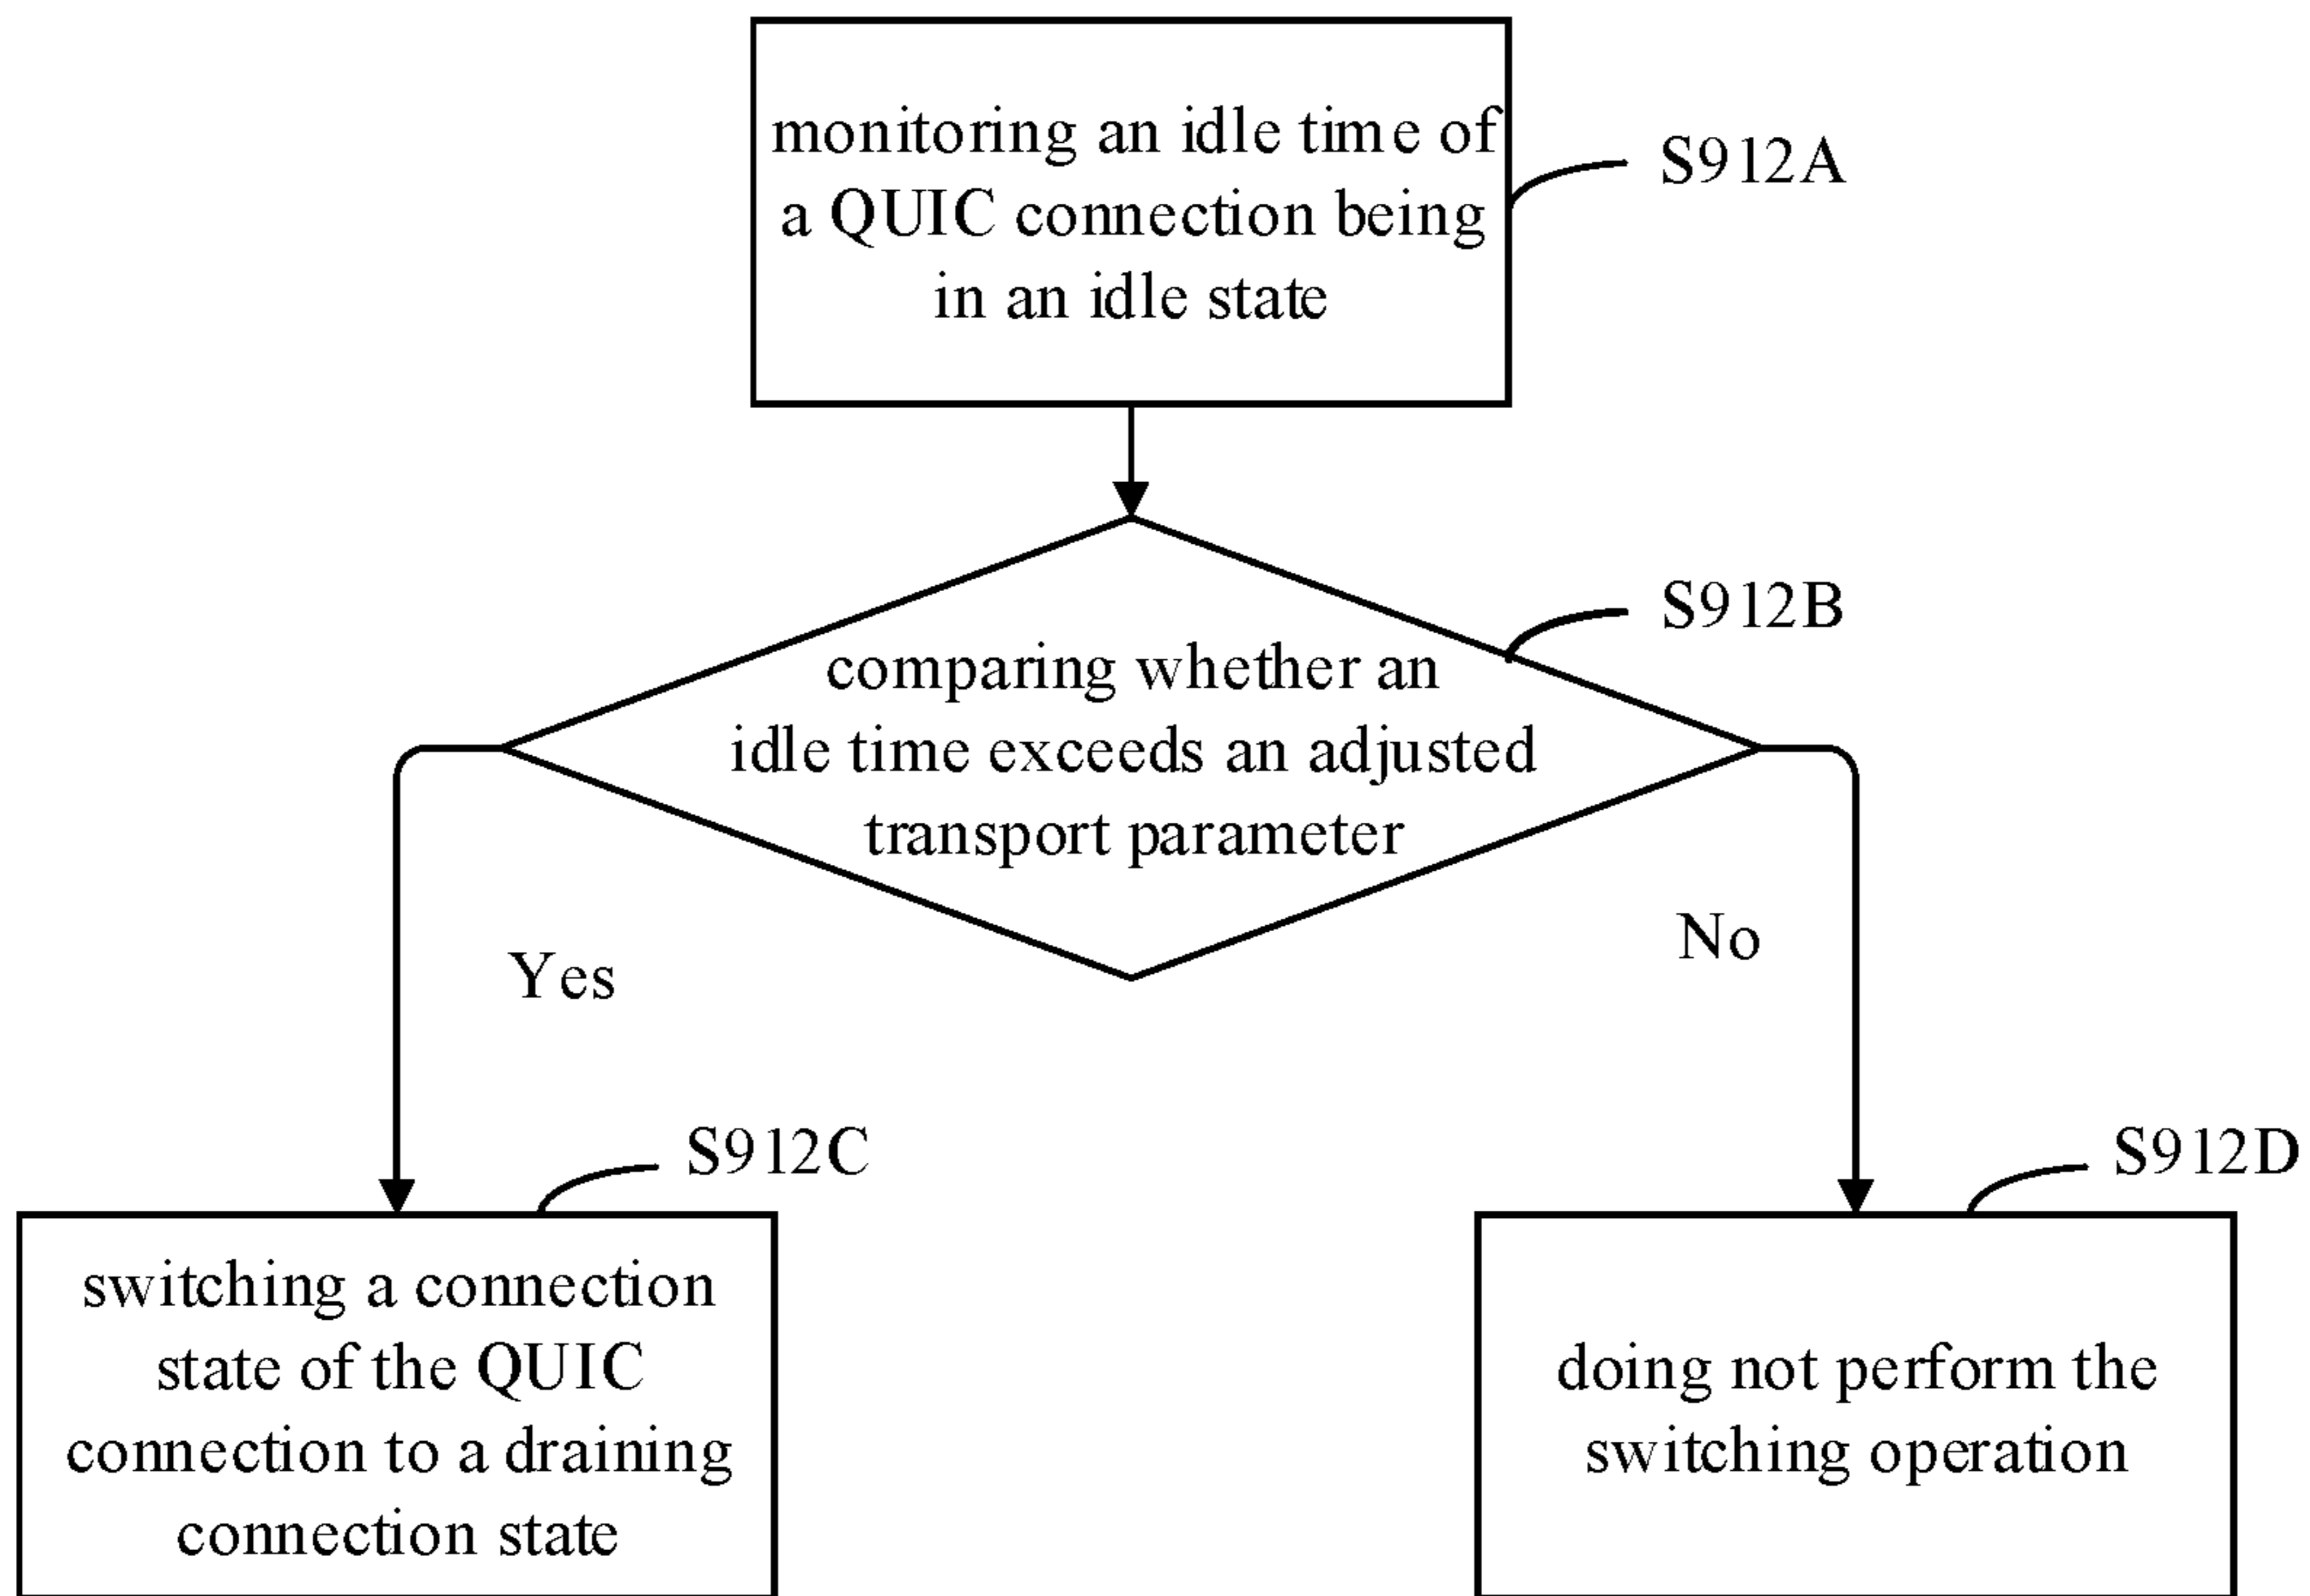 monitoring an idle time of
a QUIC connection being
in an idle state
S912A
S912B
comparing whether an
idle time exceeds an adjusted
transport parameter
Yes
No
S912C
switching a connection
state of the QUIC
connection to a draining
connection state
S912D
doing not perform the
switching operation